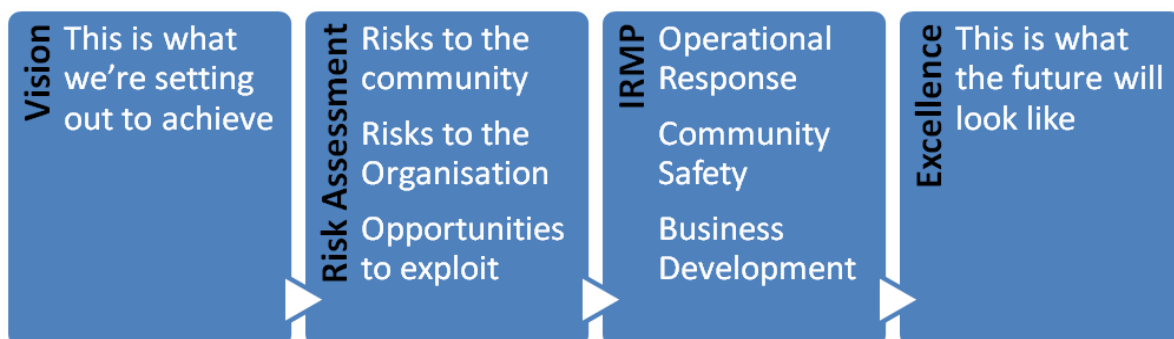 Vision
This is what
we’re setting
out to achieve
Risk Assessment
Risks to the
community
Risks to the
Organisation
Opportunities
to exploit
IRMP
Operational
Response
Community
Safety
Business
Development
Excellence
This is what
the future will
look like